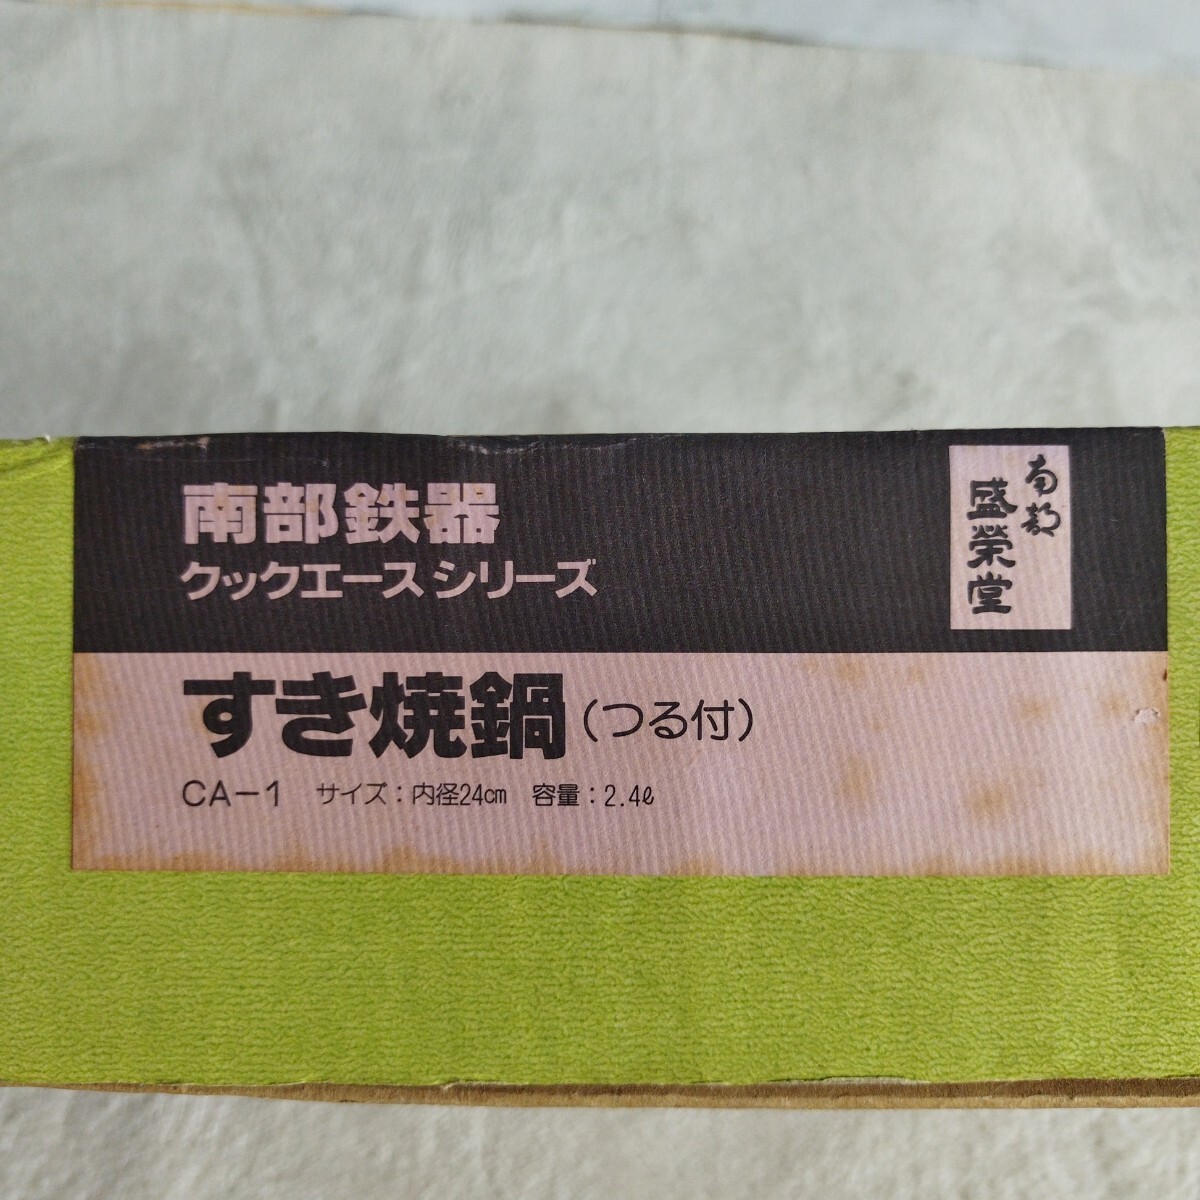 南部鉄器
クックエースシリーズ
南部
盛栄堂
すき焼鍋（つる付）
CA-1 サイズ：内径24cm 容量：2.4ℓ